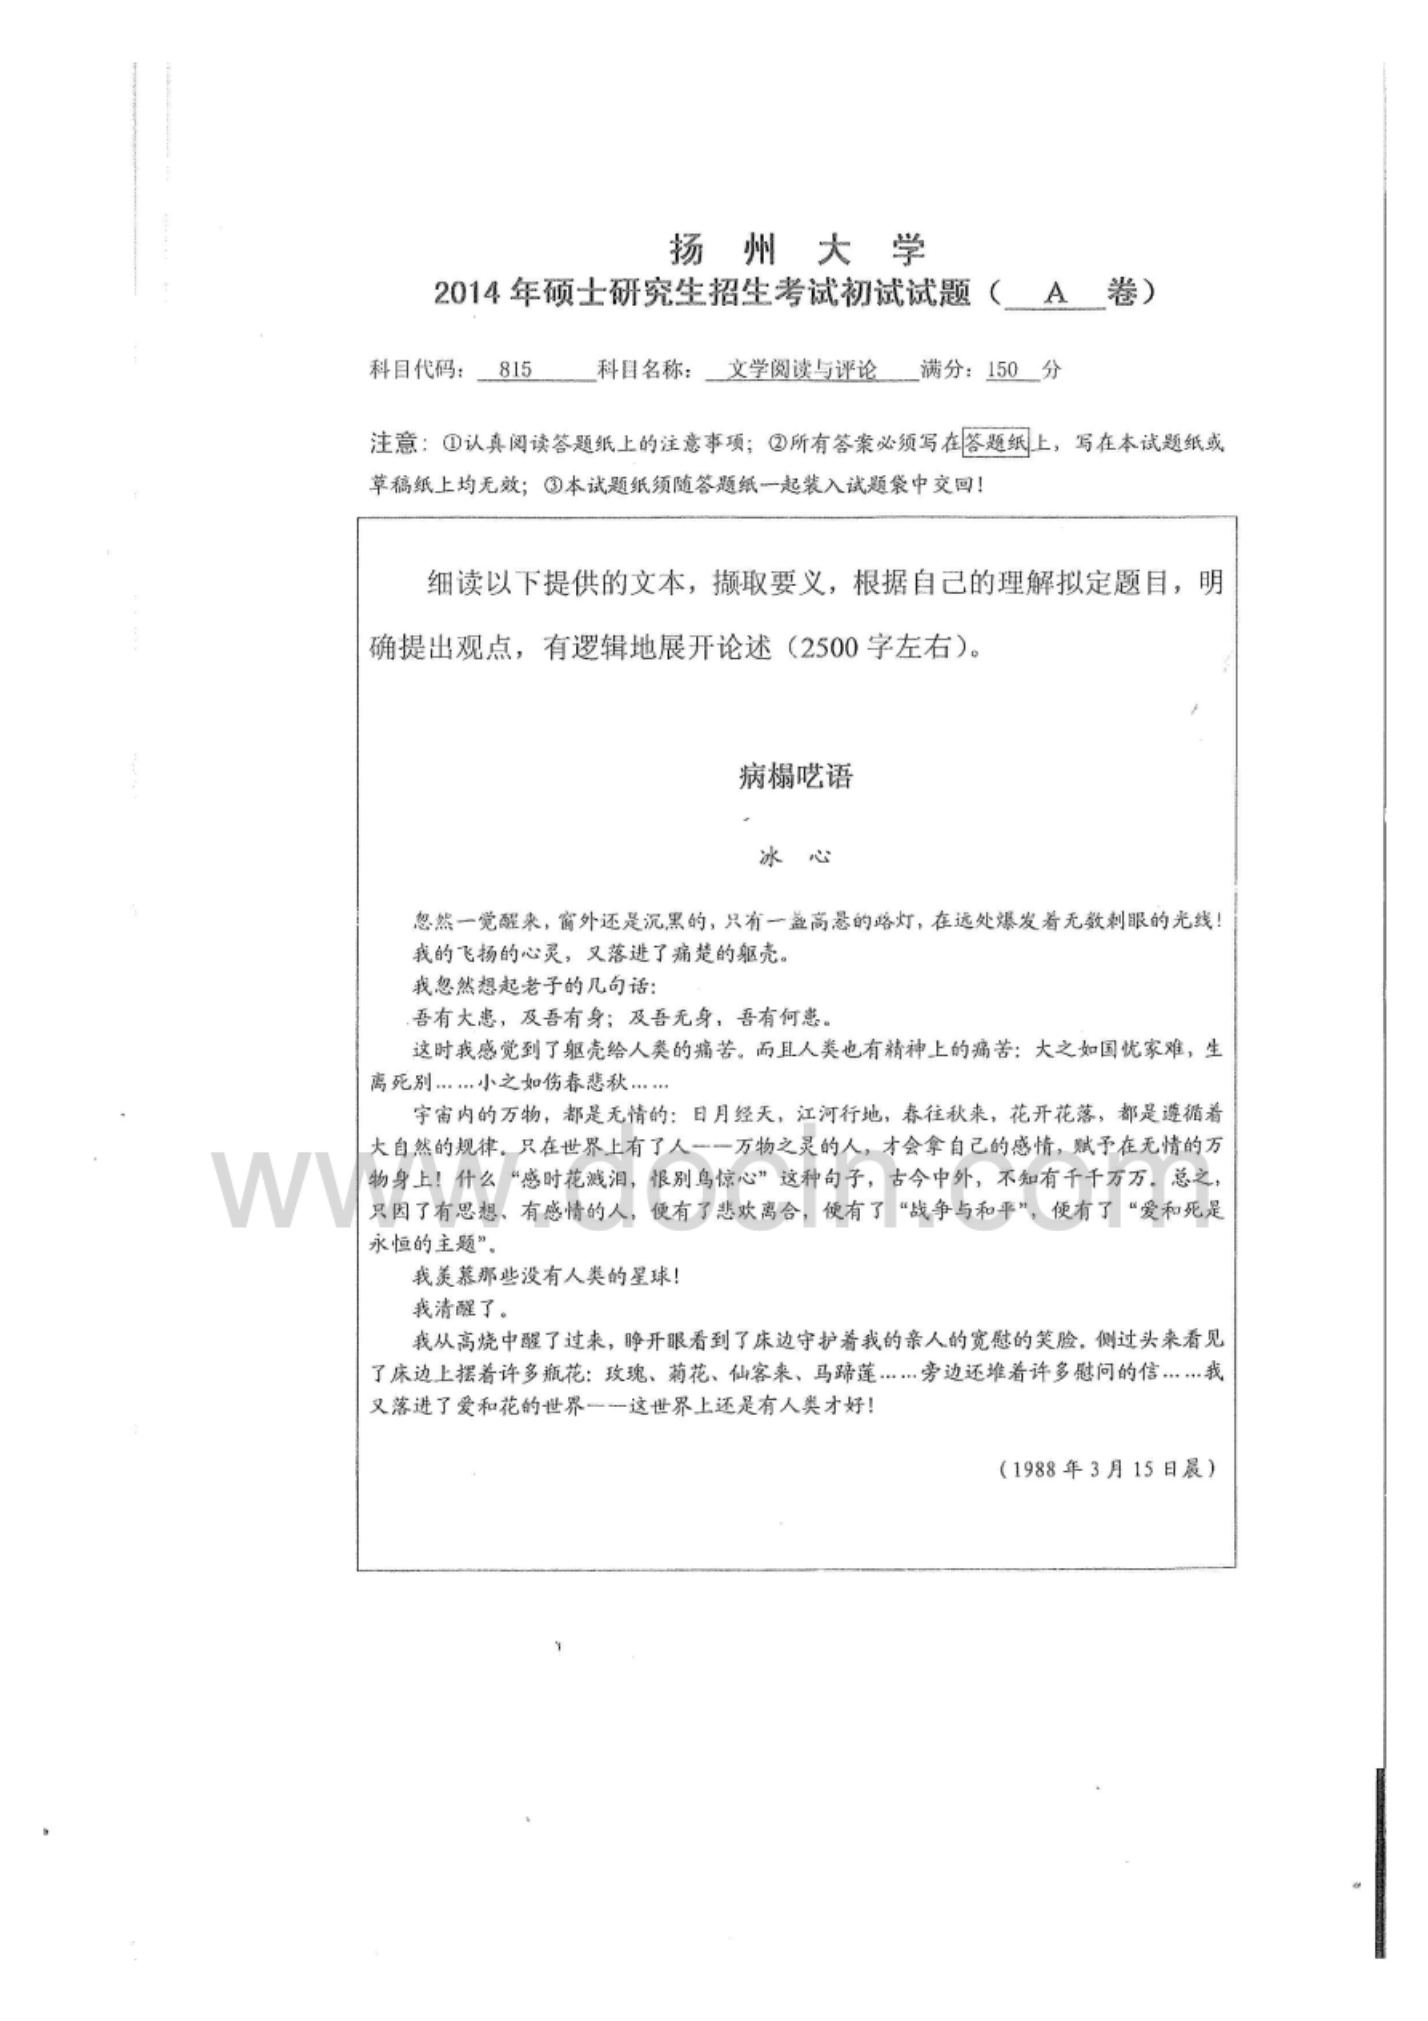 扬 州 大 学
2014 年硕士研究生招生考试初试试题（ A 卷）
科目代码： 815 科目名称： 文学阅读与评论 满分：150 分
注意：①认真阅读答题纸上的注意事项；②所有答案必须写在答题纸上，写在本试题纸或
草稿纸上均无效；③本试题纸须随答题纸一起装入试题袋中交回！
细读以下提供的文本，撷取要义，根据自己的理解拟定题目，明
确提出观点，有逻辑地展开论述（2500 字左右）。
病榻呓语
冰 心
忽然一觉醒来，窗外还是沉黑的，只有一盏高悬的路灯，在远处爆发着无数刺眼的光线！
我的飞扬的心灵，又落进了痛楚的躯壳。
我忽然想起老子的几句话：
吾有大患，及吾有身；及吾无身，吾有何患。
这时我感觉到了躯壳给人类的痛苦。而且人类也有精神上的痛苦：大之如国忧家难，生
离死别……小之如伤春悲秋……
宇宙内的万物，都是无情的：日月经天，江河行地，春往秋来，花开花落，都是遵循着
大自然的规律。只在世界上有了人——万物之灵的人，才会拿自己的感情，赋予在无情的万
物身上！什么“感时花溅泪，恨别鸟惊心”这种句子，古今中外，不知有千千万万。总之，
只因了有思想、有感情的人，便有了悲欢离合，便有了“战争与和平”，便有了“爱和死是
永恒的主题”。
我羡慕那些没有人类的星球！
我清醒了。
我从高烧中醒了过来，睁开眼看到了床边守护着我的亲人的宽慰的笑脸。侧过头来看见
了床边上摆着许多瓶花：玫瑰、菊花、仙客来、马蹄莲……旁边还堆着许多慰问的信……我
又落进了爱和花的世界——这世界上还是有人类才好！
（1988 年 3 月 15 日晨）
www.docin.com